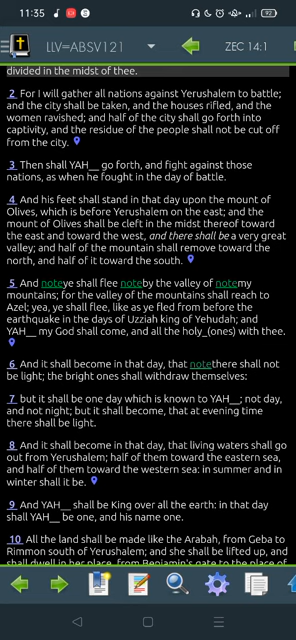 11:35
92
LLV=ABSV121
ZEC 14:1
divided in the midst of thee.
2 For I will gather all nations against Yerushalem to battle;
and the city shall be taken, and the houses rifled, and the
women ravished; and half of the city shall go forth into
captivity, and the residue of the people shall not be cut off
from the city.
3 Then shall YAH__ go forth, and fight against those
nations, as when he fought in the day of battle.
4 And his feet shall stand in that day upon the mount of
Olives, which is before Yerushalem on the east; and the
mount of Olives shall be cleft in the midst thereof toward
the east and toward the west, and there shall be a very great
valley; and half of the mountain shall remove toward the
north, and half of it toward the south.
5 And noteye shall flee noteby the valley of notemy
mountains; for the valley of the mountains shall reach to
Azel; yea, ye shall flee, like as ye fled from before the
earthquake in the days of Uzziah king of Yehudah; and
YAH__ my God shall come, and all the holy_(ones) with thee.
6 And it shall become in that day, that notethere shall not
be light; the bright ones shall withdraw themselves:
7 but it shall be one day which is known to YAH__; not day,
and not night; but it shall become, that at evening time
there shall be light.
8 And it shall become in that day, that living waters shall go
out from Yerushalem; half of them toward the eastern sea,
and half of them toward the western sea: in summer and in
winter shall it be.
9 And YAH__ shall be King over all the earth: in that day
shall YAH__ be one, and his name one.
10 All the land shall be made like the Arabah, from Geba to
Rimmon south of Yerushalem; and she shall be lifted up, and
shall dwell in her place, from Benjamin's gate to the place of